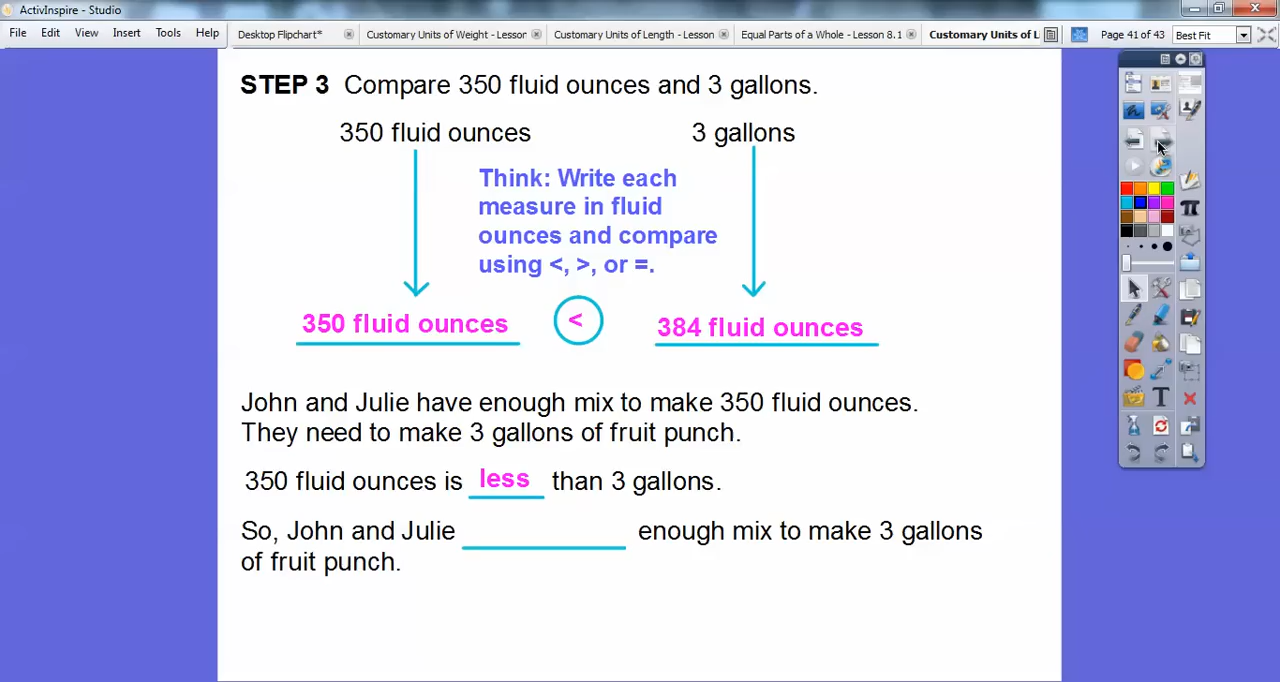 ActivInspire - Studio
File Edit View Insert Tools Help
Desktop Flipchart* Customary Units of Weight - Lessor Customary Units of Length - Lesson Equal Parts of a Whole - Lesson 8.1 Customary Units of L Page 41 of 43 Best Fit
STEP 3 Compare 350 fluid ounces and 3 gallons.
350 fluid ounces 3 gallons
Think: Write each
measure in fluid
ounces and compare
using <, >, or =.
350 fluid ounces < 384 fluid ounces
John and Julie have enough mix to make 350 fluid ounces.
They need to make 3 gallons of fruit punch.
350 fluid ounces is less than 3 gallons.
So, John and Julie enough mix to make 3 gallons
of fruit punch.